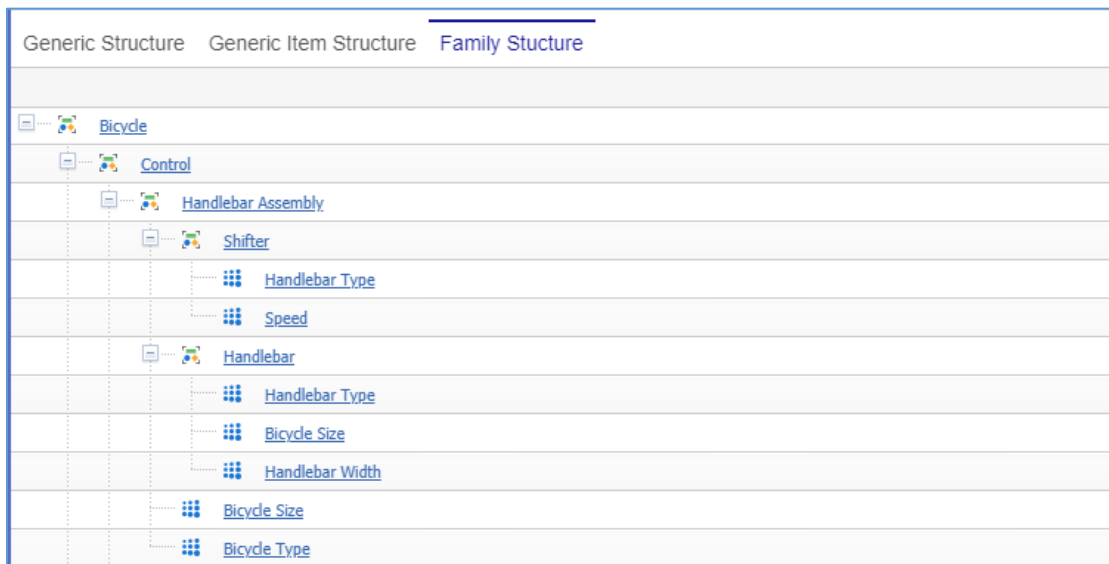 Generic Structure Generic Item Structure Family Stucture
Bicycle
Control
Handlebar Assembly
Shifter
Handlebar Type
Speed
Handlebar
Handlebar Type
Bicycle Size
Handlebar Width
Bicycle Size
Bicycle Type